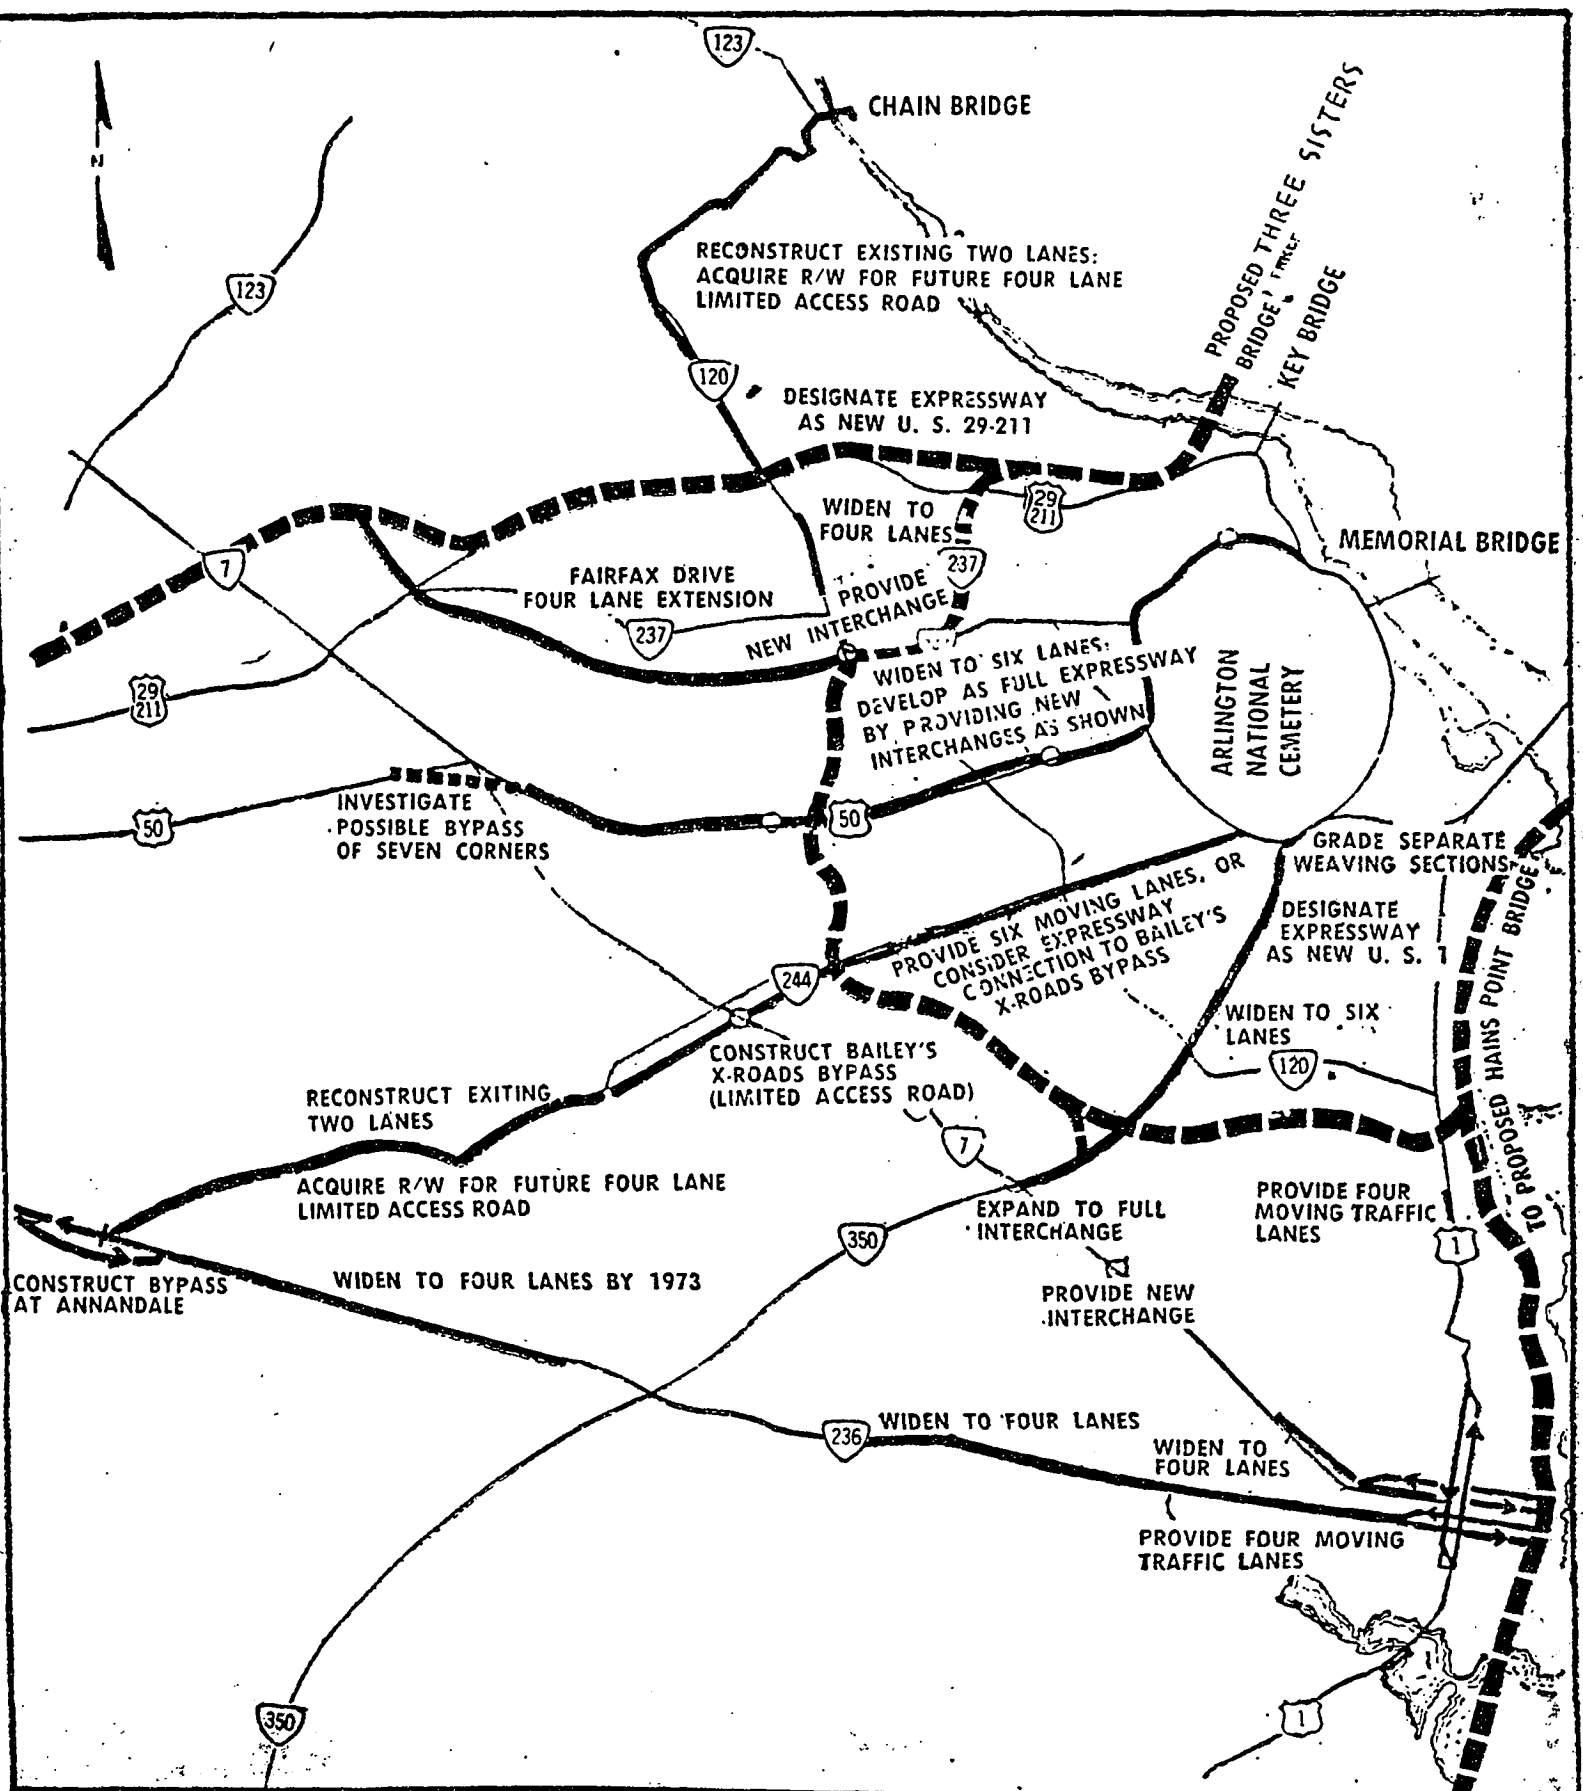 123
CHAIN BRIDGE
N
PROPOSED THREE SISTERS
BRIDGE
KEY BRIDGE
RECONSTRUCT EXISTING TWO LANES:
ACQUIRE R/W FOR FUTURE FOUR LANE
LIMITED ACCESS ROAD
123
120
DESIGNATE EXPRESSWAY
AS NEW U. S. 29-211
WIDEN TO
FOUR LANES
29
211
MEMORIAL BRIDGE
7
237
FAIRFAX DRIVE
FOUR LANE EXTENSION
237
PROVIDE
NEW INTERCHANGE
WIDEN TO SIX LANES:
DEVELOP AS FULL EXPRESSWAY
BY PROVIDING NEW
INTERCHANGES AS SHOWN
ARLINGTON
NATIONAL
CEMETERY
29
211
INVESTIGATE
POSSIBLE BYPASS
OF SEVEN CORNERS
50
50
GRADE SEPARATE
WEAVING SECTIONS
PROVIDE SIX MOVING LANES, OR
CONSIDER EXPRESSWAY
CONNECTION TO BAILEY'S
X-ROADS BYPASS
DESIGNATE
EXPRESSWAY
AS NEW U. S. 1
244
WIDEN TO SIX
LANES
120
TO PROPOSED HAINS POINT BRIDGE
CONSTRUCT BAILEY'S
X-ROADS BYPASS
(LIMITED ACCESS ROAD)
RECONSTRUCT EXITING
TWO LANES
7
ACQUIRE R/W FOR FUTURE FOUR LANE
LIMITED ACCESS ROAD
PROVIDE FOUR
MOVING TRAFFIC
LANES
EXPAND TO FULL
INTERCHANGE
350
1
CONSTRUCT BYPASS
AT ANNANDALE
WIDEN TO FOUR LANES BY 1973
PROVIDE NEW
INTERCHANGE
236
WIDEN TO FOUR LANES
WIDEN TO
FOUR LANES
PROVIDE FOUR MOVING
TRAFFIC LANES
350
1